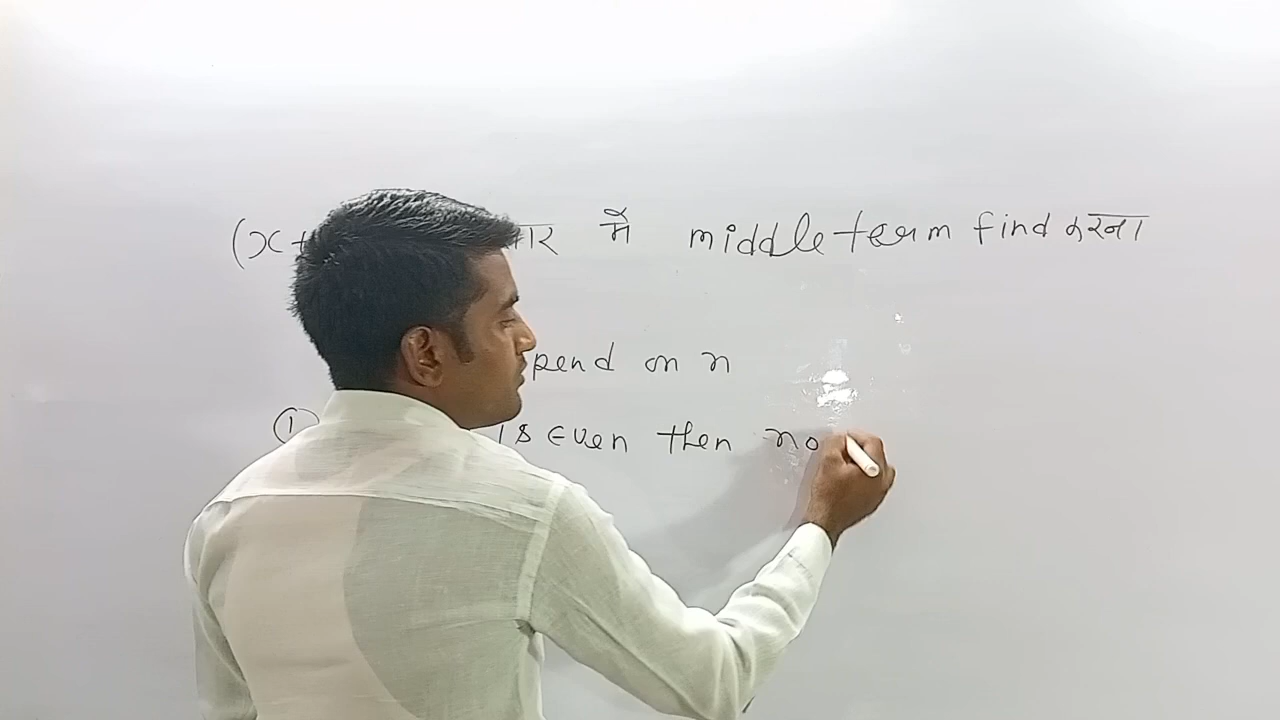 (x+ में middle term find करना
pend on n
① is even then no